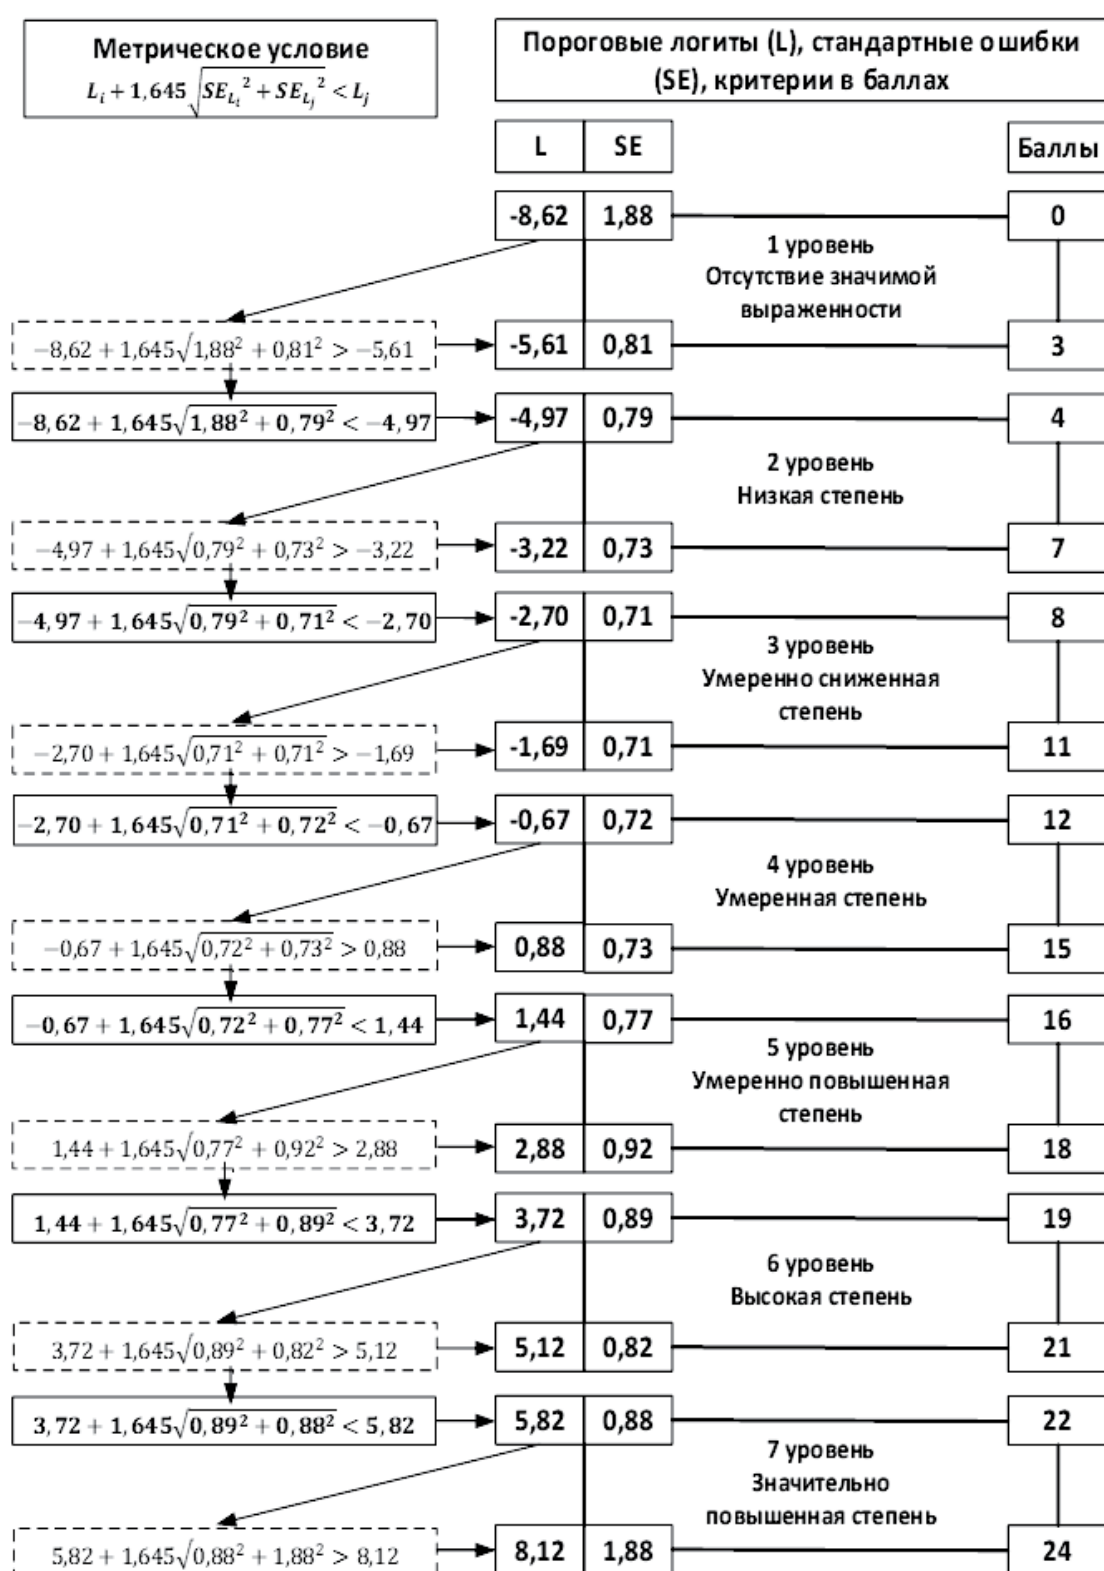 Метрическое условие
Lᵢ + 1,645√(SE_Lᵢ² + SE_Lⱼ²) < Lⱼ
Пороговые логиты (L), стандартные ошибки
(SE), критерии в баллах
L SE Баллы
-8,62 1,88 0
1 уровень
Отсутствие значимой
выраженности
−8,62 + 1,645√(1,88² + 0,81²) > −5,61 -5,61 0,81 3
−8,62 + 1,645√(1,88² + 0,79²) < −4,97 -4,97 0,79 4
2 уровень
Низкая степень
−4,97 + 1,645√(0,79² + 0,73²) > −3,22 -3,22 0,73 7
−4,97 + 1,645√(0,79² + 0,71²) < −2,70 -2,70 0,71 8
3 уровень
Умеренно сниженная
степень
−2,70 + 1,645√(0,71² + 0,71²) > −1,69 -1,69 0,71 11
−2,70 + 1,645√(0,71² + 0,72²) < −0,67 -0,67 0,72 12
4 уровень
Умеренная степень
−0,67 + 1,645√(0,72² + 0,73²) > 0,88 0,88 0,73 15
−0,67 + 1,645√(0,72² + 0,77²) < 1,44 1,44 0,77 16
5 уровень
Умеренно повышенная
степень
1,44 + 1,645√(0,77² + 0,92²) > 2,88 2,88 0,92 18
1,44 + 1,645√(0,77² + 0,89²) < 3,72 3,72 0,89 19
6 уровень
Высокая степень
3,72 + 1,645√(0,89² + 0,82²) > 5,12 5,12 0,82 21
3,72 + 1,645√(0,89² + 0,88²) < 5,82 5,82 0,88 22
7 уровень
Значительно
повышенная степень
5,82 + 1,645√(0,88² + 1,88²) > 8,12 8,12 1,88 24